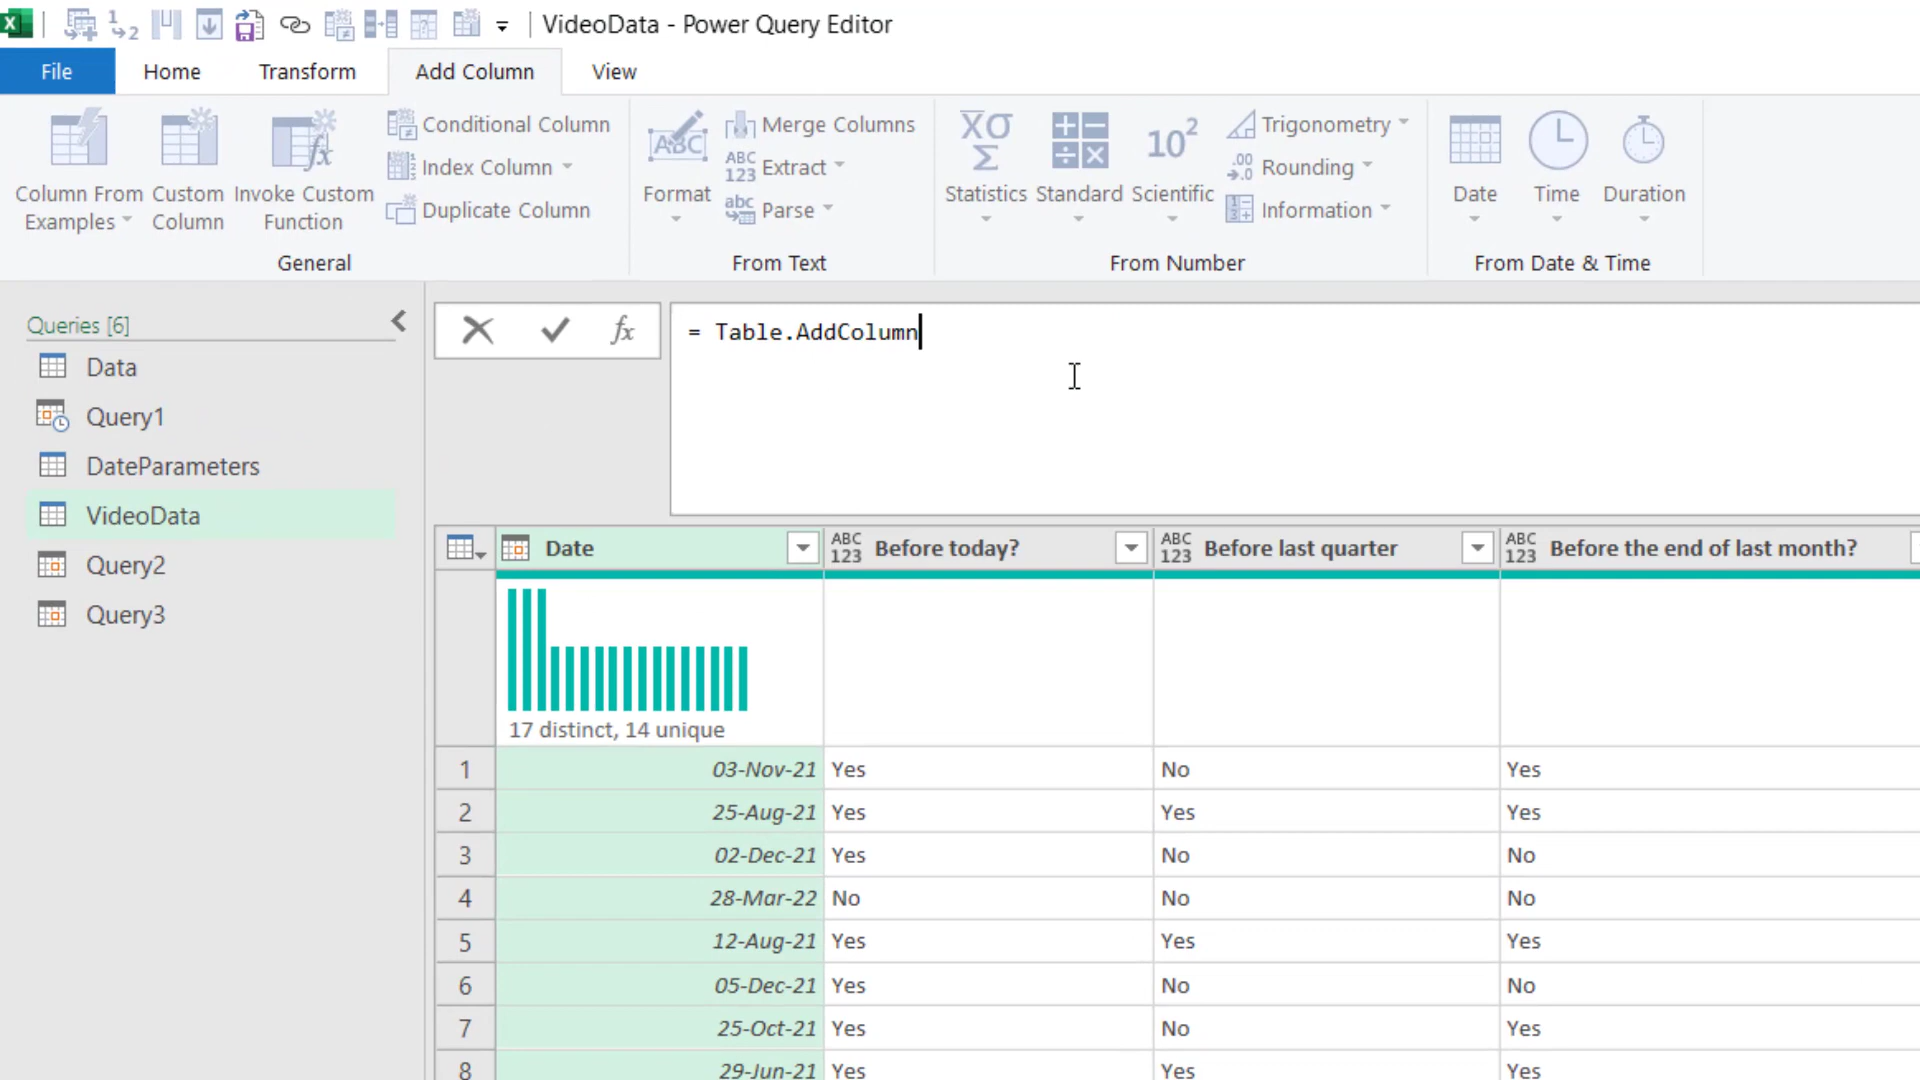 VideoData - Power Query Editor
File Home Transform Add Column View
Column From Examples
Custom Column
Invoke Custom Function
Conditional Column
Index Column
Duplicate Column
General
Format
Merge Columns
Extract
Parse
From Text
Statistics
Standard
Scientific
Trigonometry
Rounding
Information
From Number
Date
Time
Duration
From Date & Time
Queries [6]
Data
Query1
DateParameters
VideoData
Query2
Query3
fx
= Table.AddColumn
Date ABC 123 Before today? ABC 123 Before last quarter ABC 123 Before the end of last month?
17 distinct, 14 unique
1 03-Nov-21 Yes No Yes
2 25-Aug-21 Yes Yes Yes
3 02-Dec-21 Yes No No
4 28-Mar-22 No No No
5 12-Aug-21 Yes Yes Yes
6 05-Dec-21 Yes No No
7 25-Oct-21 Yes No Yes
8 29-Jun-21 Yes Yes Yes